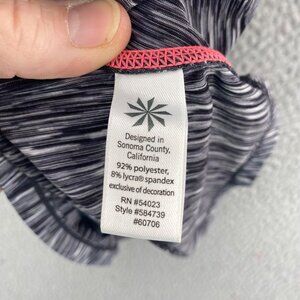 Designed in
Sonoma County,
California
92% polyester,
8% lycra® spandex
exclusive of decoration
RN #54023
Style #584739
#60706